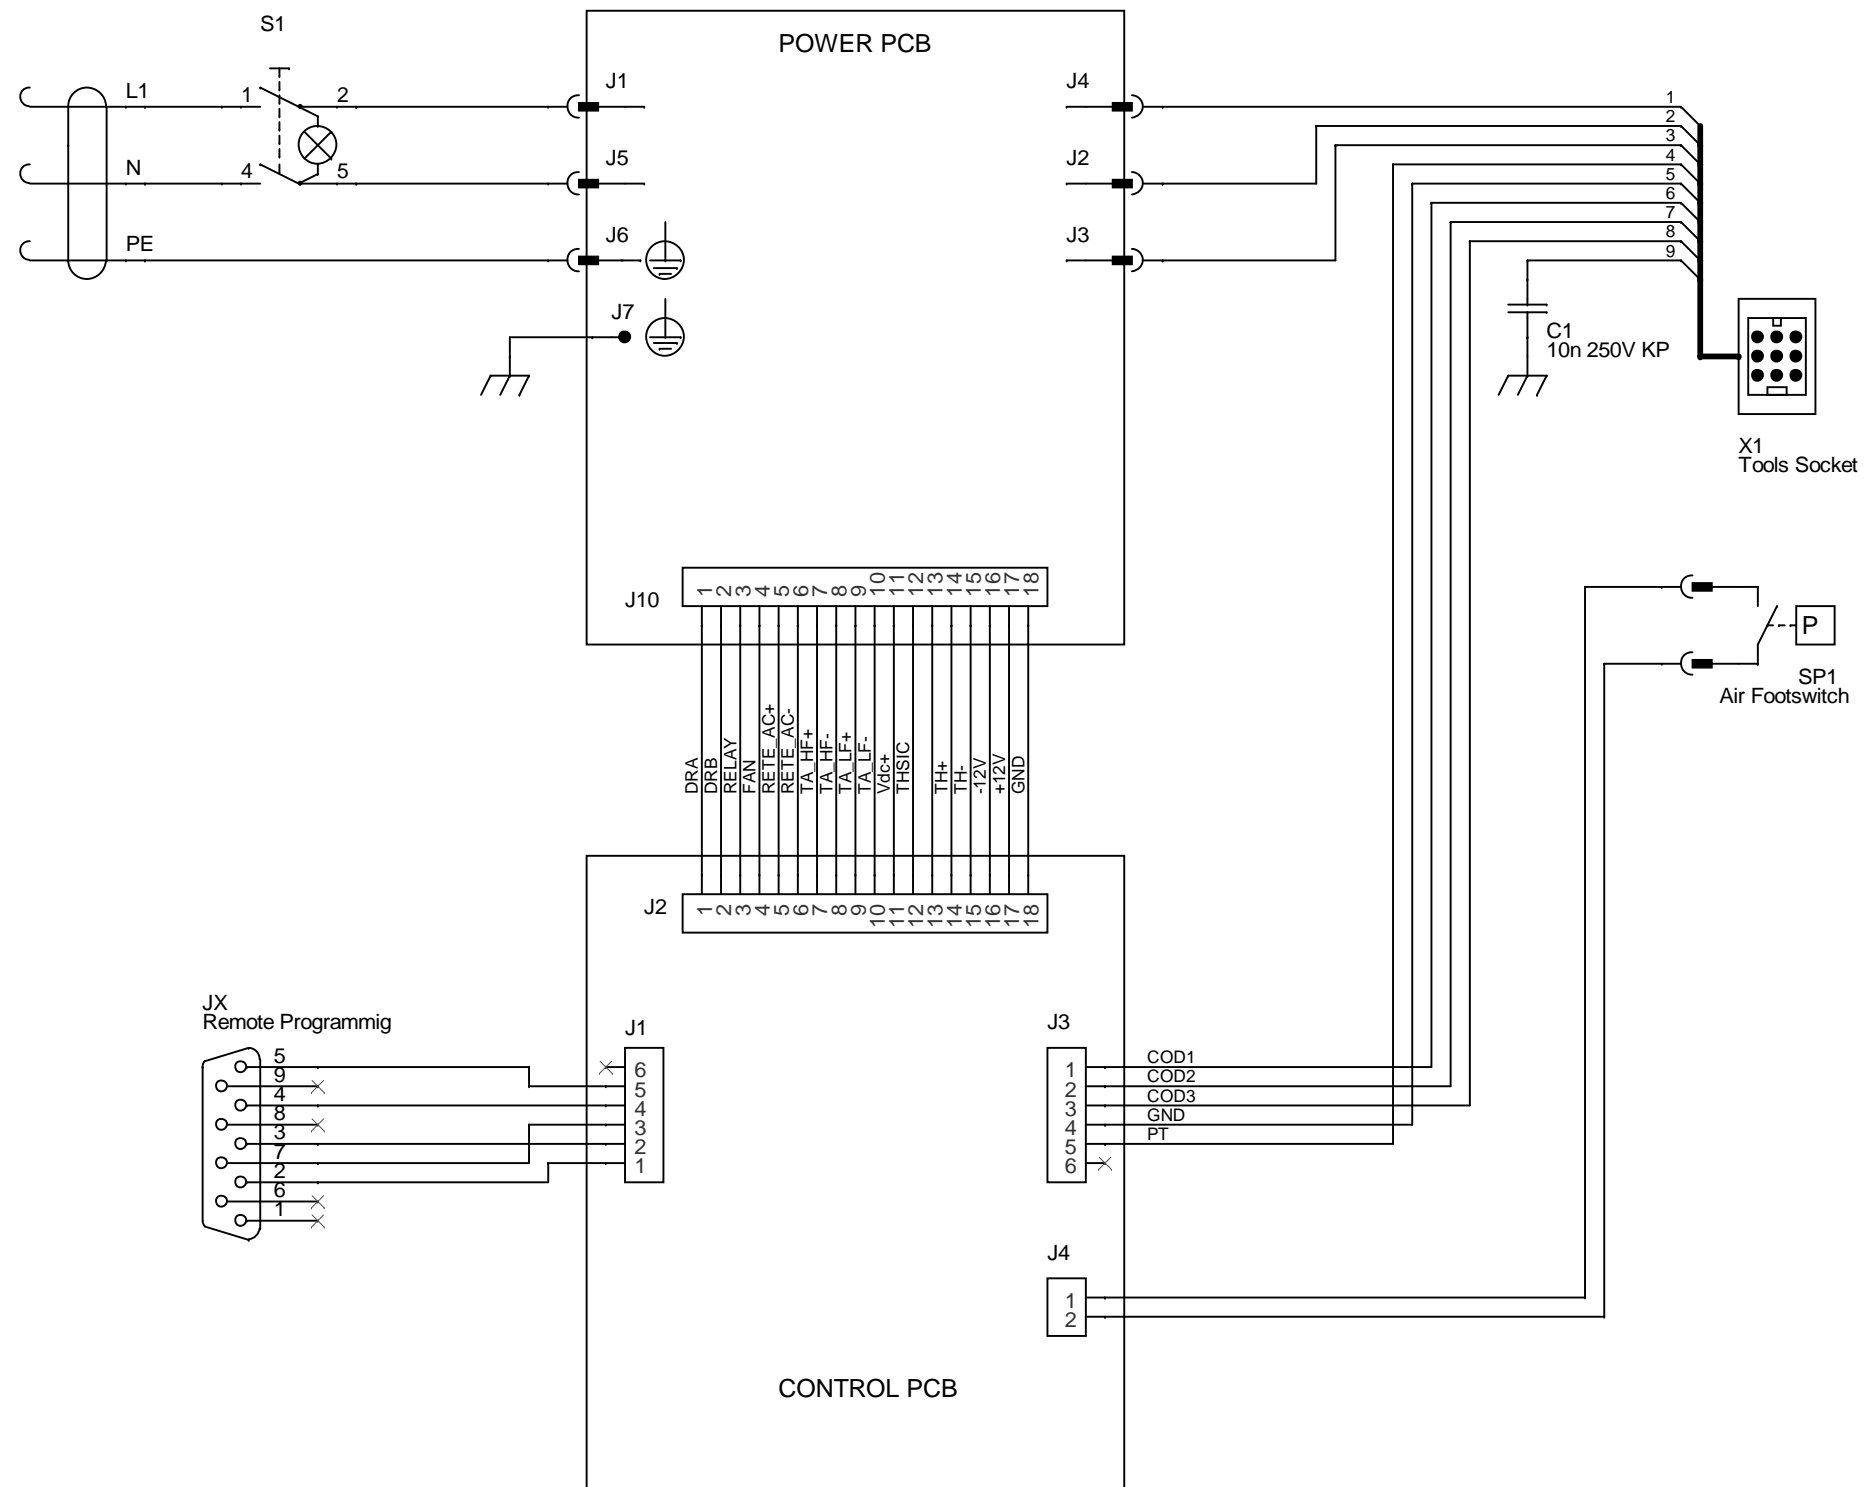 S1
POWER PCB
L1
1
2
J1
J4
1
2
3
4
5
6
7
8
9
N
4
5
J5
J2
PE
J6
J3
J7
C1
10n 250V KP
X1
Tools Socket
J10
1 2 3 4 5 6 7 8 9 10 11 12 13 14 15 16 17 18
P
SP1
Air Footswitch
DRA
DRB
RELAY
FAN
RETE_AC+
RETE_AC-
TA_HF+
TA_HF-
TA_LF+
TA_LF-
Vdc+
THSIC
TH+
TH-
-12V
+12V
GND
J2
1 2 3 4 5 6 7 8 9 10 11 12 13 14 15 16 17 18
JX
Remote Programmig
5
9
4
8
3
7
2
6
1
J1
6
5
4
3
2
1
J3
1
2
3
4
5
6
COD1
COD2
COD3
GND
PT
J4
1
2
CONTROL PCB